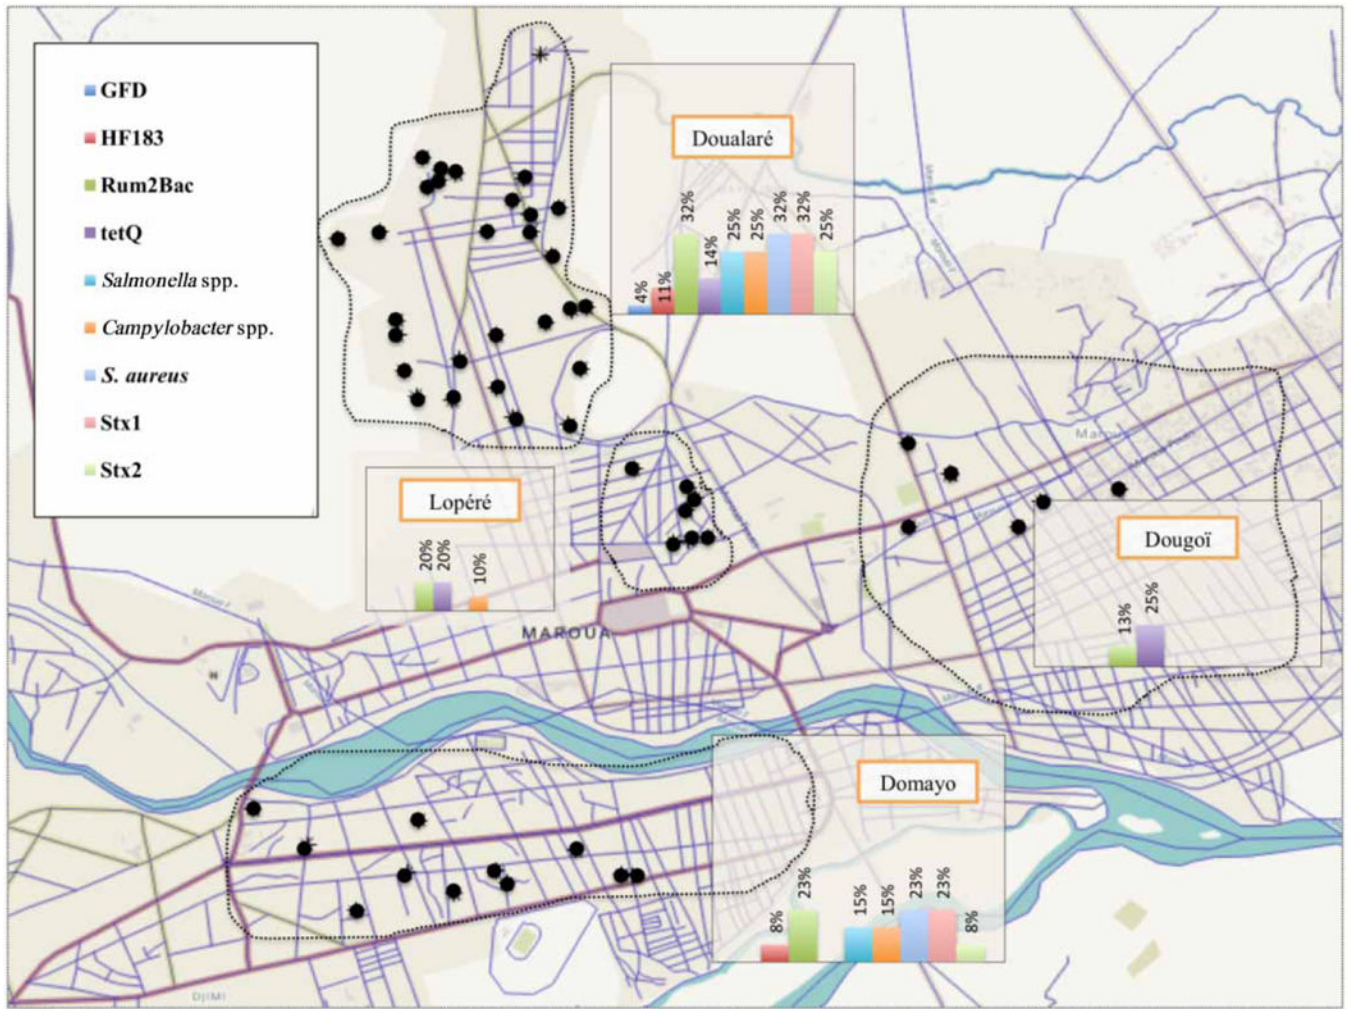 GFD
HF183
Rum2Bac
tetQ
Salmonella spp.
Campylobacter spp.
S. aureus
Stx1
Stx2
Doualaré
4%
11%
32%
14%
25%
25%
32%
32%
25%
Lopéré
20%
20%
10%
Dougoï
13%
25%
MAROUA
Domayo
8%
23%
15%
15%
23%
23%
8%
DJIMI